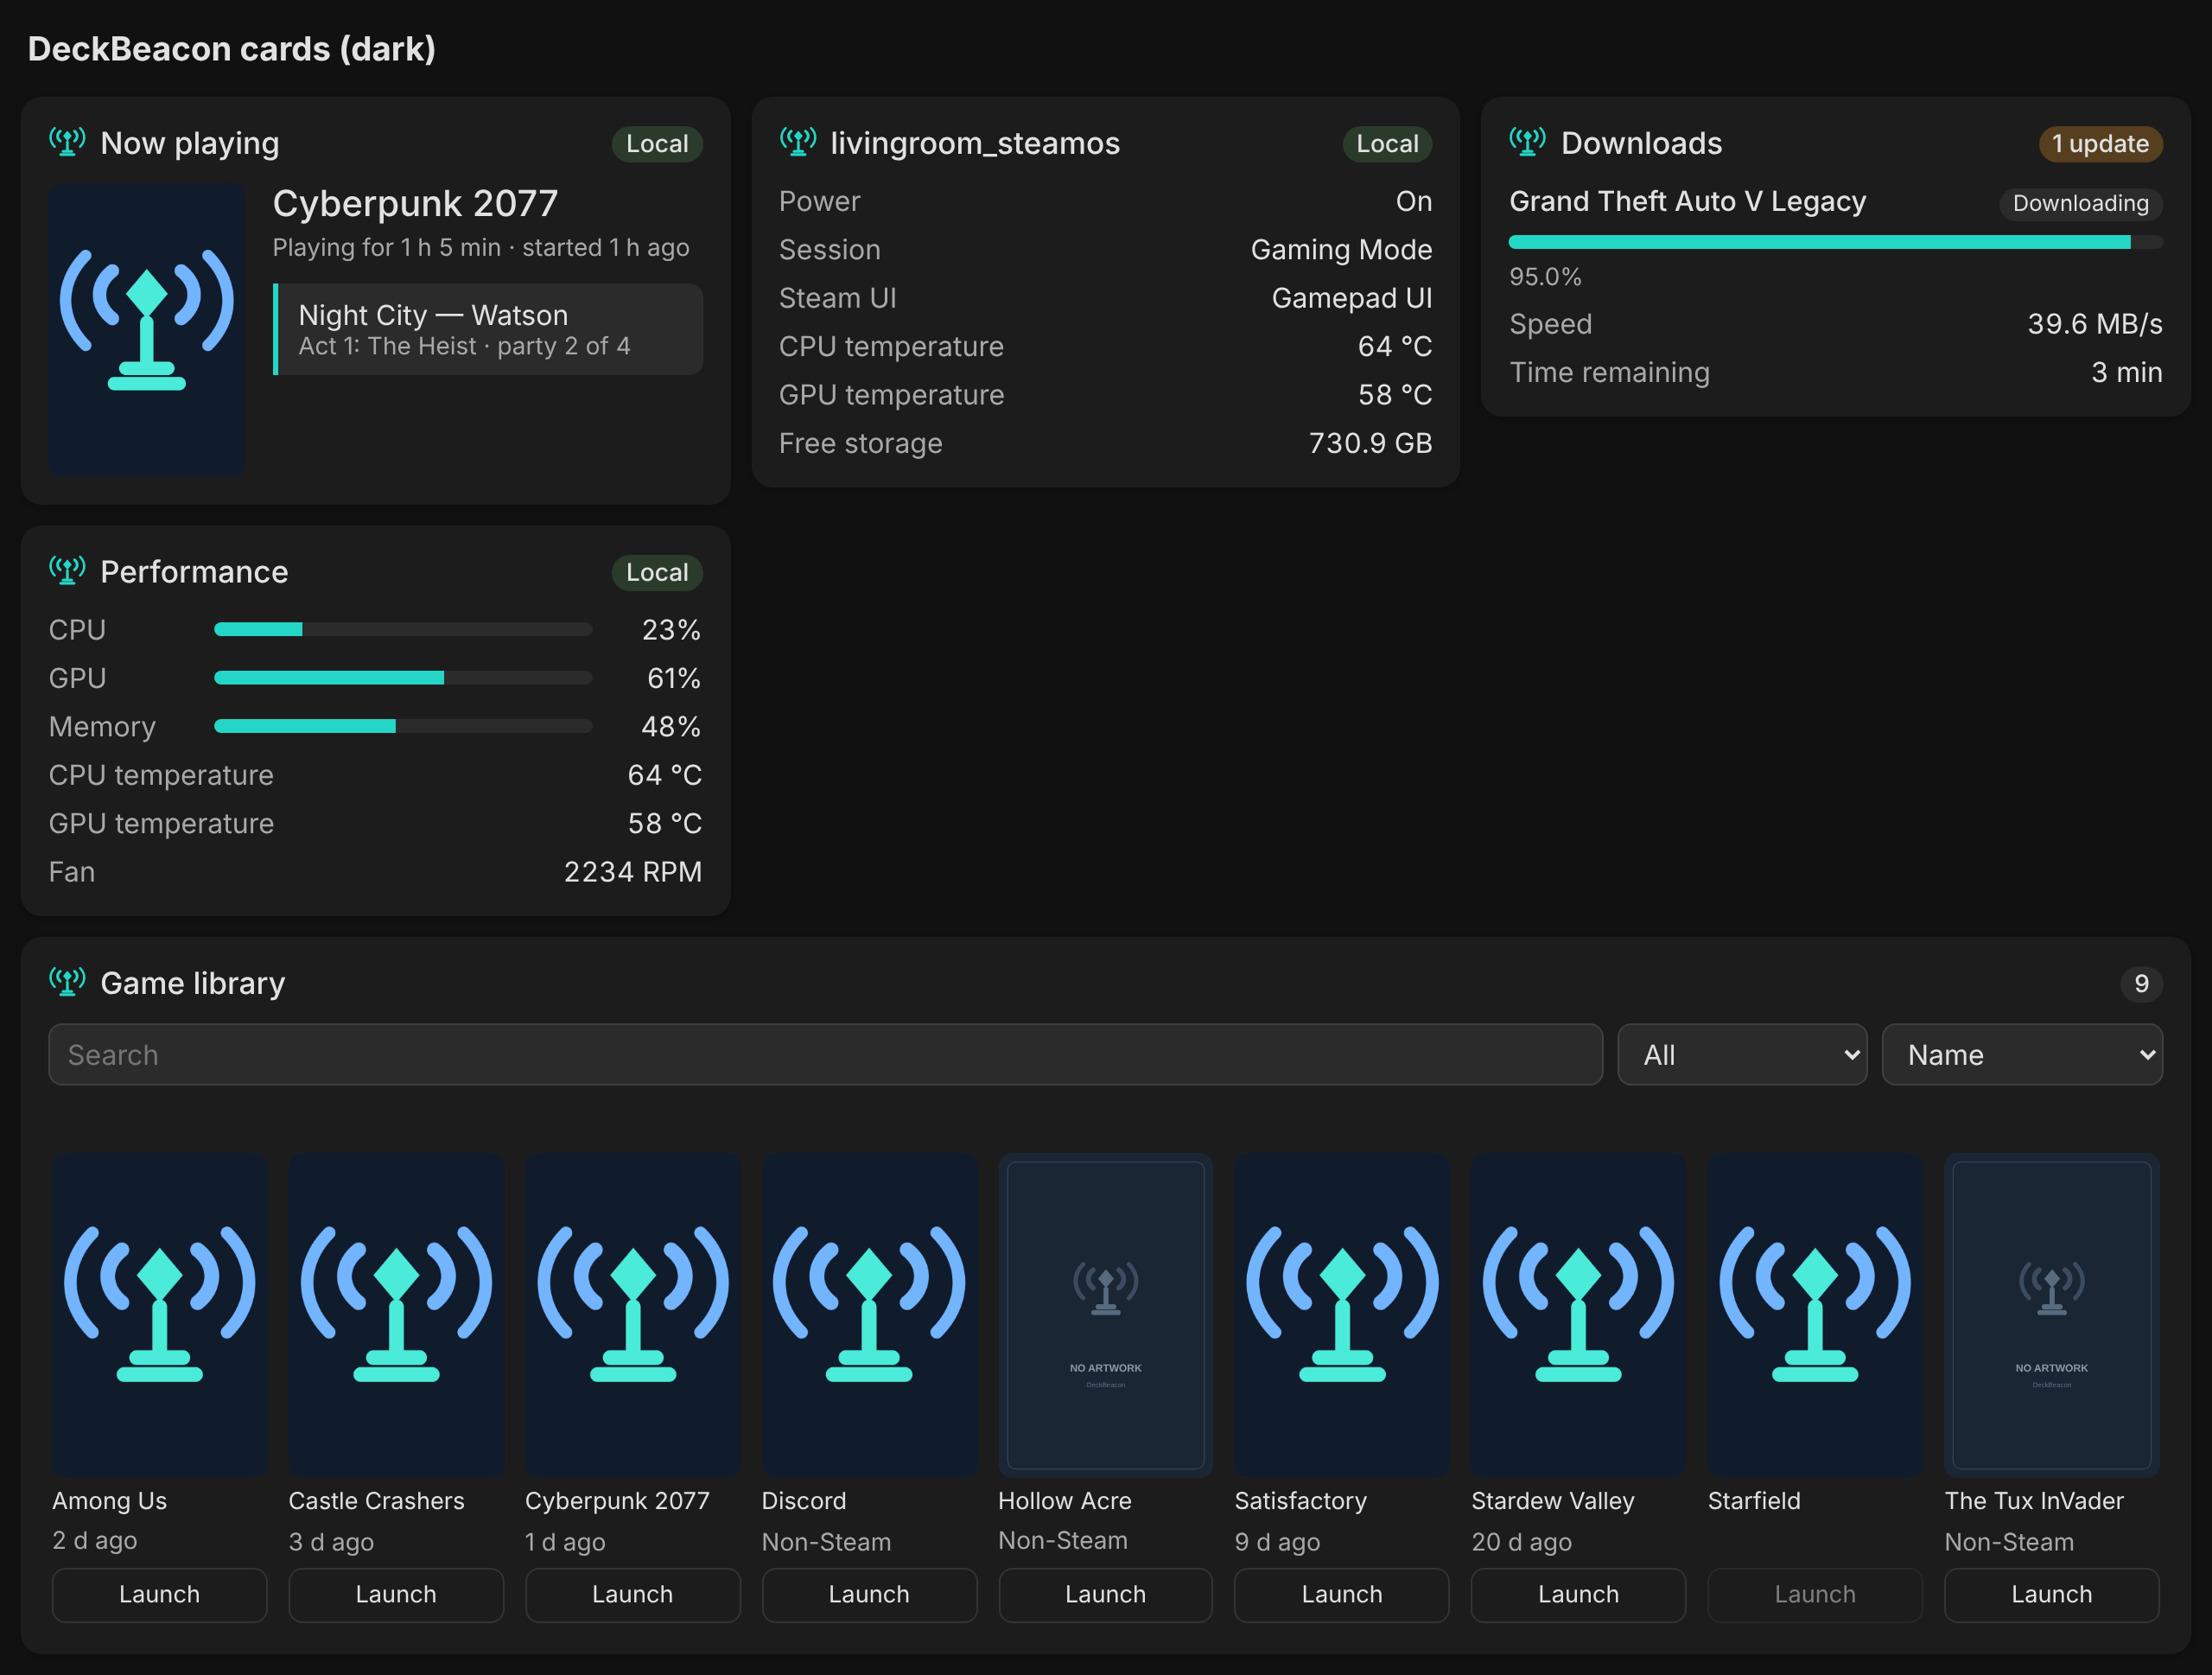 DeckBeacon cards (dark)
Now playing
Local
Cyberpunk 2077
Playing for 1 h 5 min · started 1 h ago
Night City — Watson
Act 1: The Heist · party 2 of 4
livingroom_steamos
Local
Power On
Session Gaming Mode
Steam UI Gamepad UI
CPU temperature 64 °C
GPU temperature 58 °C
Free storage 730.9 GB
Downloads
1 update
Grand Theft Auto V Legacy
Downloading
95.0%
Speed 39.6 MB/s
Time remaining 3 min
Performance
Local
CPU 23%
GPU 61%
Memory 48%
CPU temperature 64 °C
GPU temperature 58 °C
Fan 2234 RPM
Game library
9
Search
All
Name
NO ARTWORK
DeckBeacon
NO ARTWORK
DeckBeacon
Among Us
2 d ago
Launch
Castle Crashers
3 d ago
Launch
Cyberpunk 2077
1 d ago
Launch
Discord
Non-Steam
Launch
Hollow Acre
Non-Steam
Launch
Satisfactory
9 d ago
Launch
Stardew Valley
20 d ago
Launch
Starfield
Launch
The Tux InVader
Non-Steam
Launch